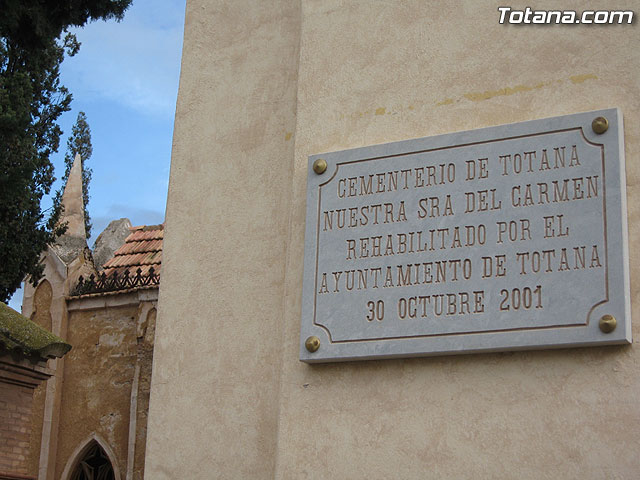 Totana.com
CEMENTERIO DE TOTANA
NUESTRA SRA DEL CARMEN
REHABILITADO POR EL
AYUNTAMIENTO DE TOTANA
30 OCTUBRE 2001